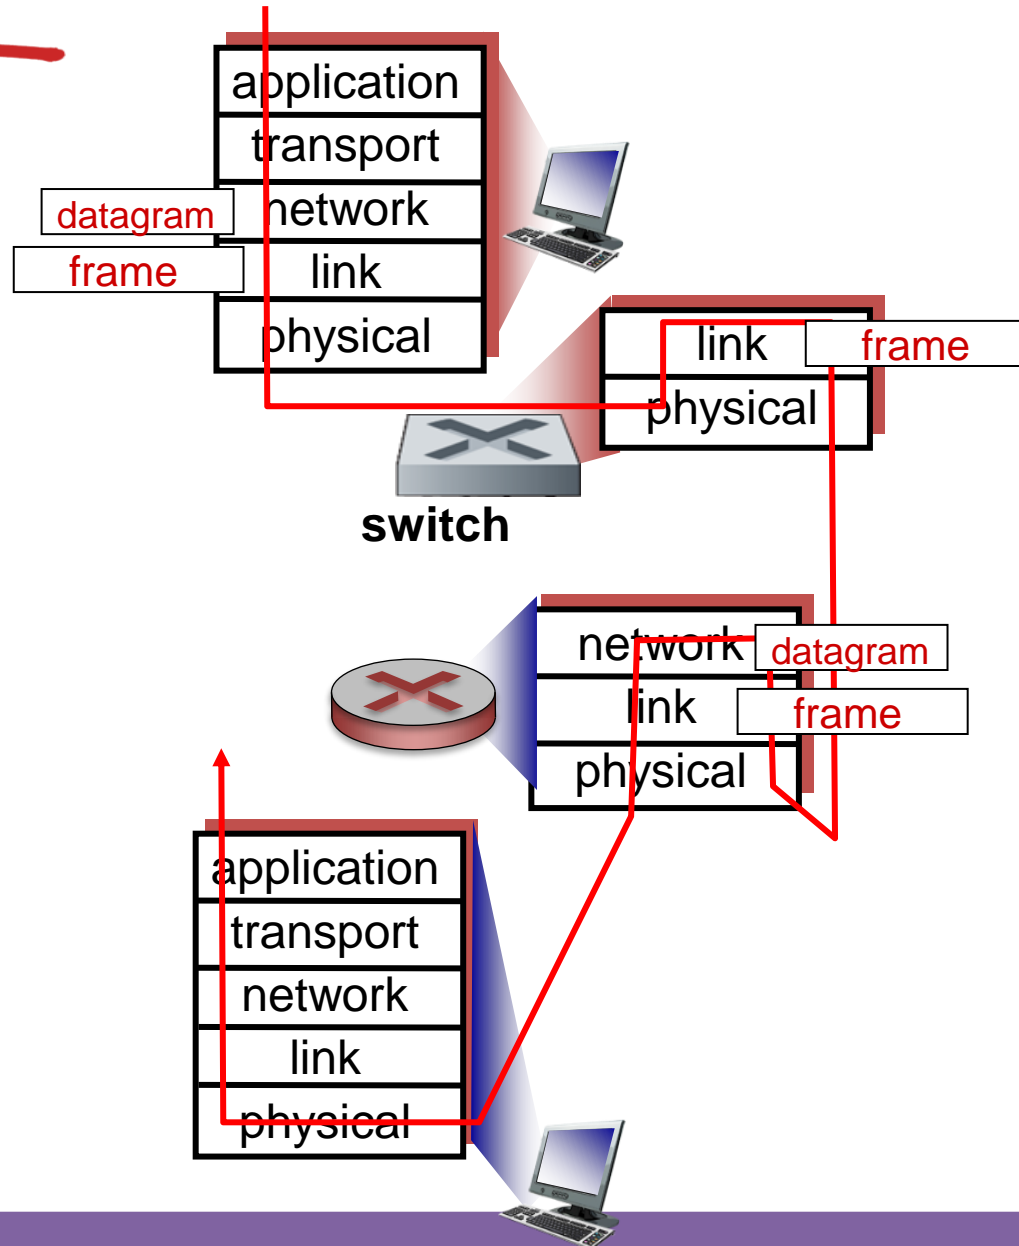 application
transport
datagram
network
frame
link
physical
link
frame
physical
switch
network
datagram
link
frame
physical
application
transport
network
link
physical